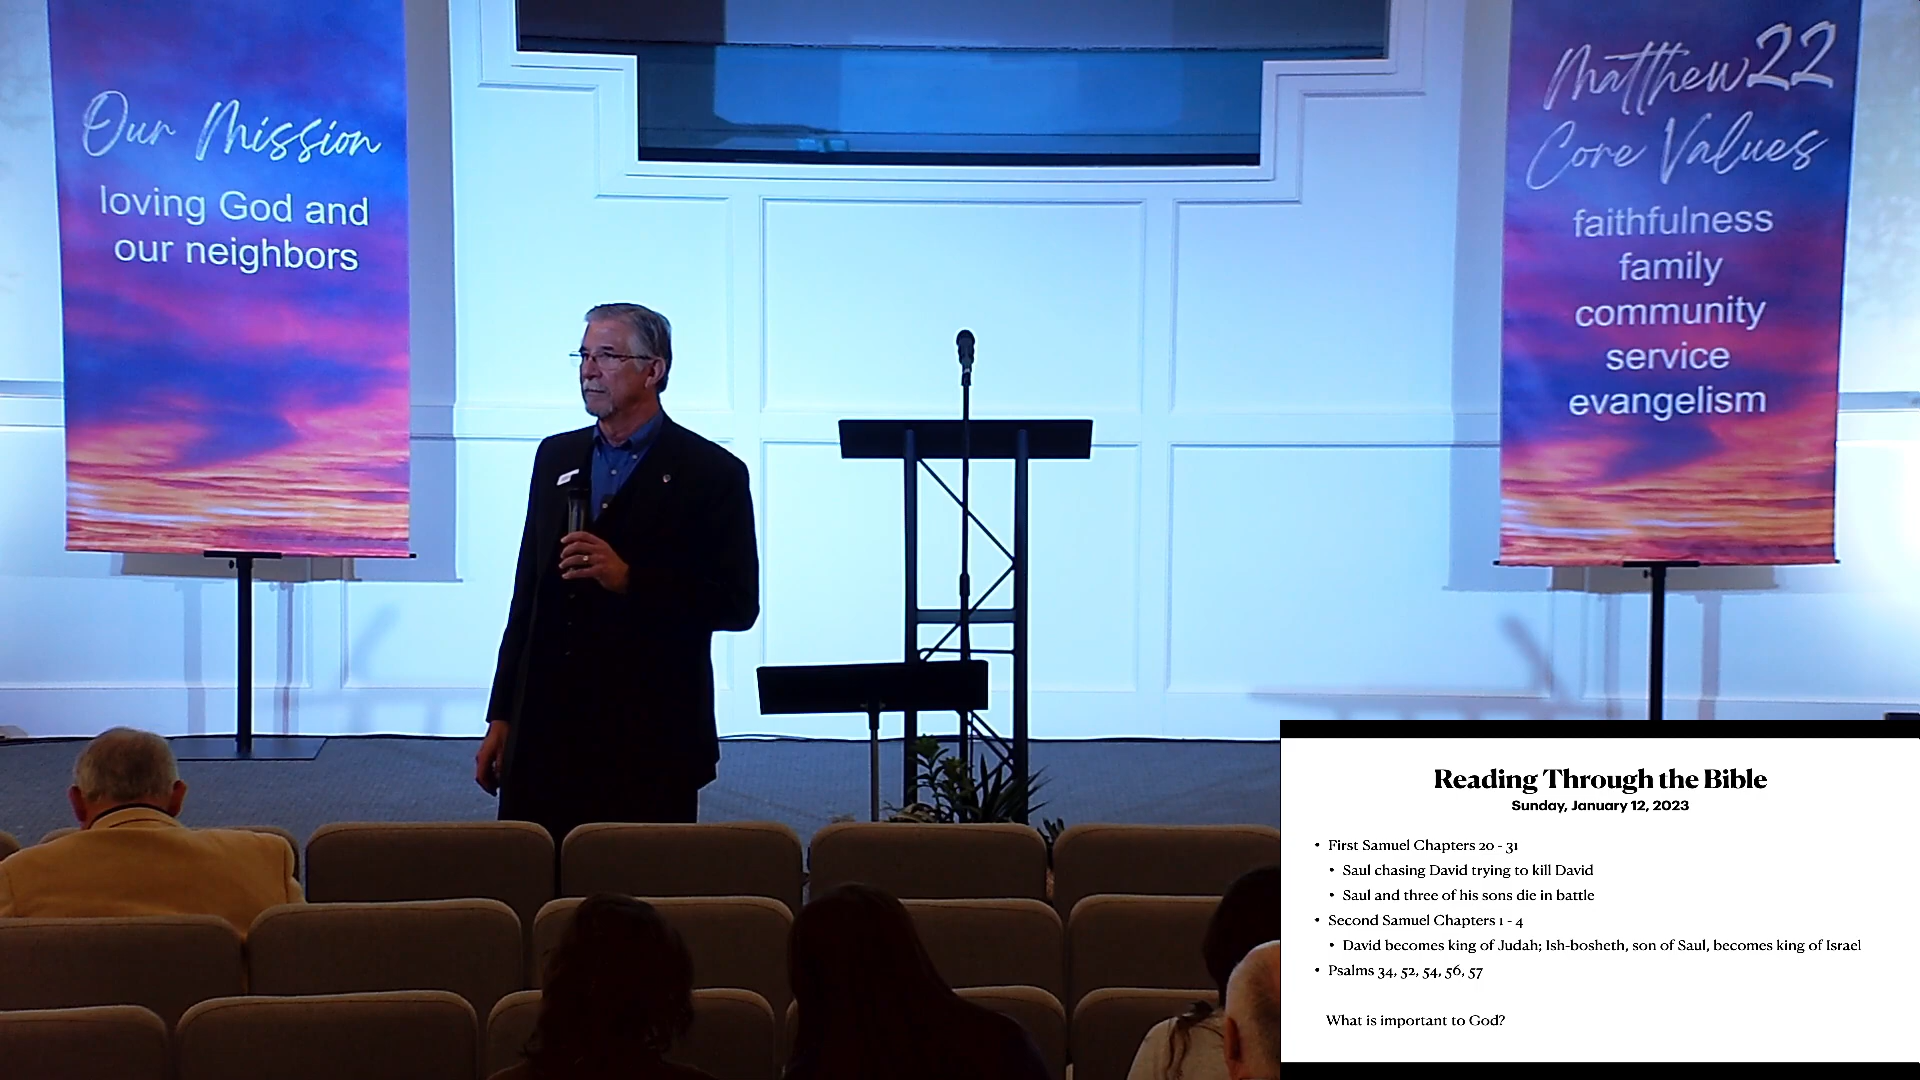 Our Mission
loving God and
our neighbors
Matthew 22
Core Values
faithfulness
family
community
service
evangelism
Reading Through the Bible
Sunday, January 12, 2023
• First Samuel Chapters 20 - 31
• Saul chasing David trying to kill David
• Saul and three of his sons die in battle
• Second Samuel Chapters 1 - 4
• David becomes king of Judah; Ish-bosheth, son of Saul, becomes king of Israel
• Psalms 34, 52, 54, 56, 57
What is important to God?